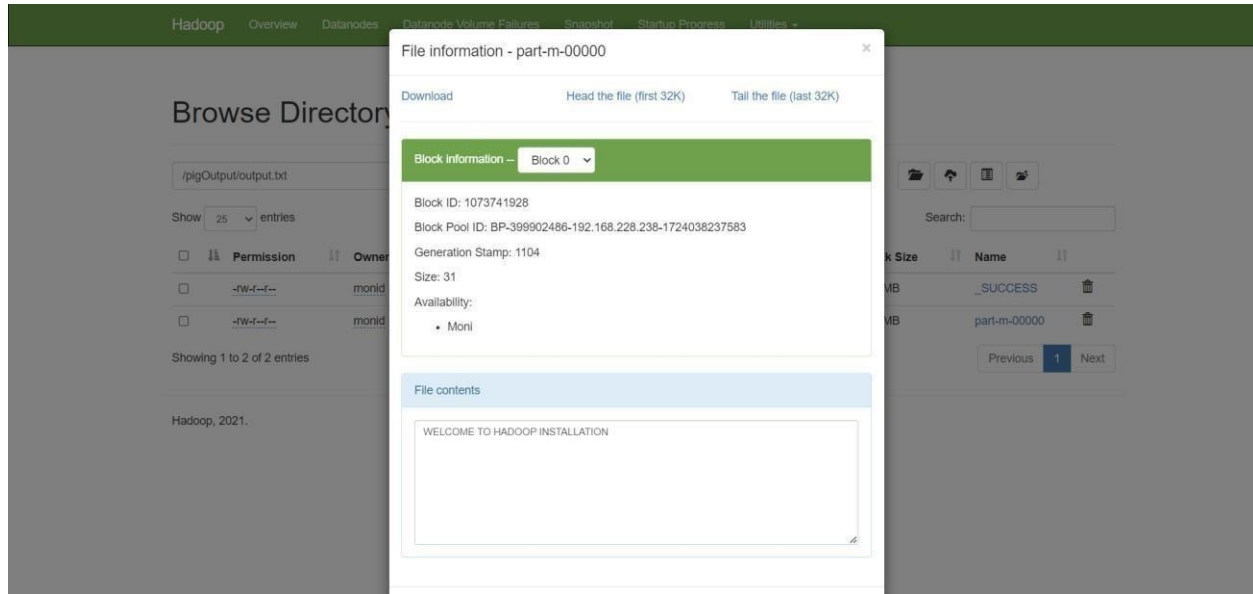 Hadoop Overview Datanodes Datanode Volume Failures Snapshot Startup Progress Utilities
File information - part-m-00000 ×
Download Head the file (first 32K) Tail the file (last 32K)
Browse Directory
Block information -- Block 0
/pigOutput/output.txt
Block ID: 1073741928
Show 25 entries Search:
Block Pool ID: BP-399902486-192.168.228.238-1724038237583
Permission Owner k Size Name
Generation Stamp: 1104
Size: 31
-rw-r--r-- monid MB _SUCCESS
Availability:
-rw-r--r-- monid MB part-m-00000
• Moni
Showing 1 to 2 of 2 entries Previous 1 Next
File contents
Hadoop, 2021.
WELCOME TO HADOOP INSTALLATION